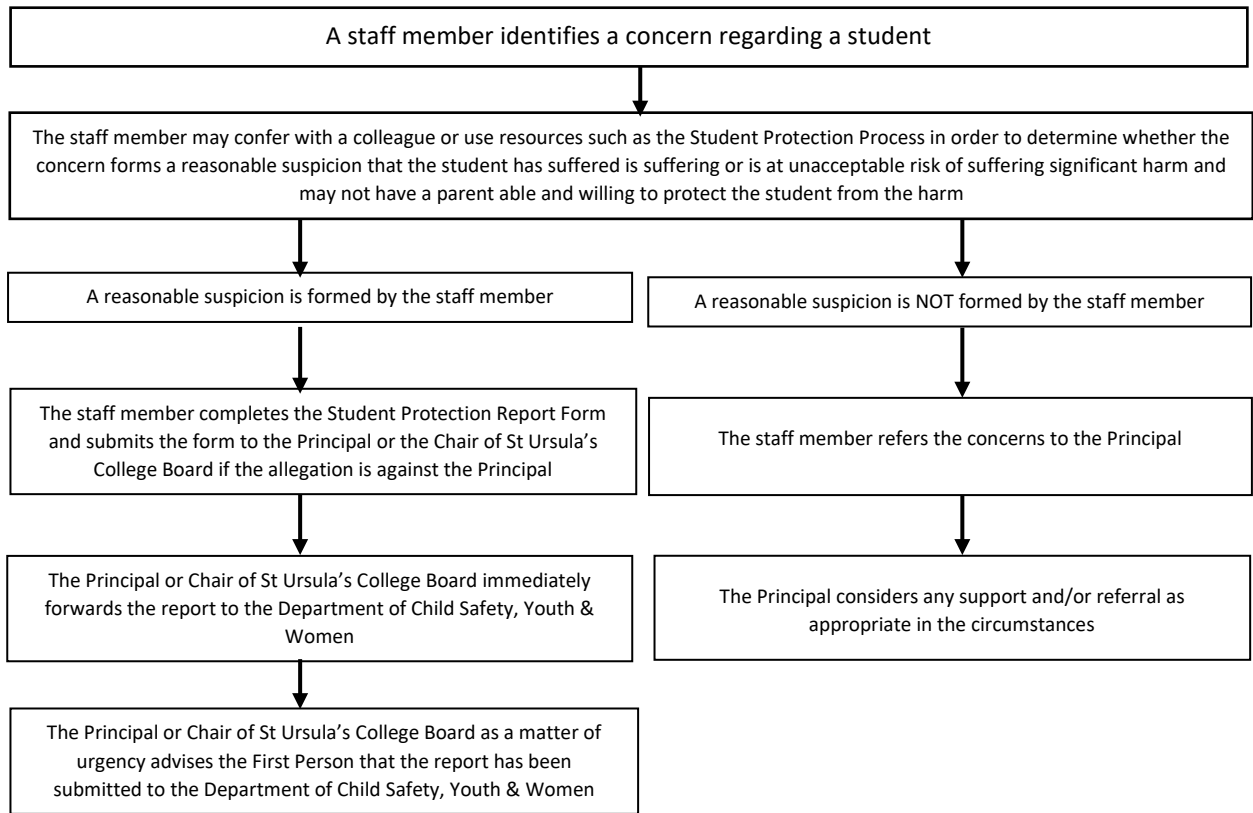 A staff member identifies a concern regarding a student
The staff member may confer with a colleague or use resources such as the Student Protection Process in order to determine whether the
concern forms a reasonable suspicion that the student has suffered is suffering or is at unacceptable risk of suffering significant harm and
may not have a parent able and willing to protect the student from the harm
A reasonable suspicion is formed by the staff member
A reasonable suspicion is NOT formed by the staff member
The staff member completes the Student Protection Report Form
and submits the form to the Principal or the Chair of St Ursula’s
College Board if the allegation is against the Principal
The staff member refers the concerns to the Principal
The Principal or Chair of St Ursula’s College Board immediately
forwards the report to the Department of Child Safety, Youth &
Women
The Principal considers any support and/or referral as
appropriate in the circumstances
The Principal or Chair of St Ursula’s College Board as a matter of
urgency advises the First Person that the report has been
submitted to the Department of Child Safety, Youth & Women